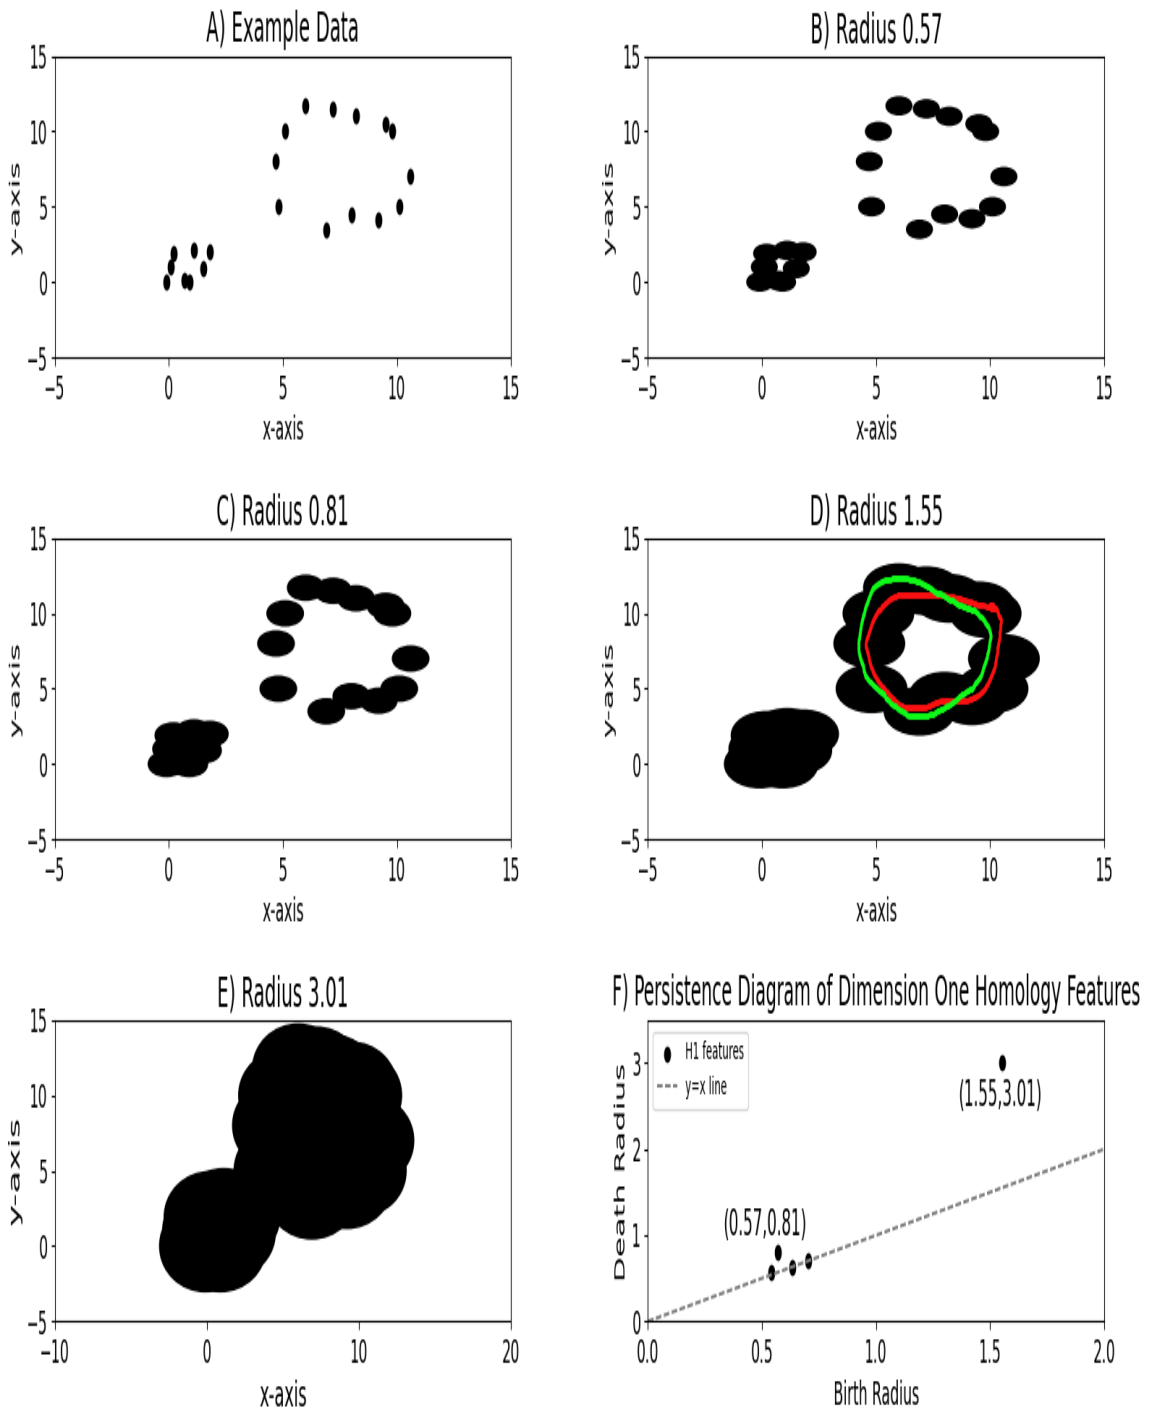 A) Example Data
15
10
5
0
−5
y-axis
−5 0 5 10 15
x-axis
B) Radius 0.57
15
10
5
0
−5
y-axis
−5 0 5 10 15
x-axis
C) Radius 0.81
15
10
5
0
−5
y-axis
−5 0 5 10 15
x-axis
D) Radius 1.55
15
10
5
0
−5
y-axis
−5 0 5 10 15
x-axis
E) Radius 3.01
15
10
5
0
−5
y-axis
−10 0 10 20
x-axis
F) Persistence Diagram of Dimension One Homology Features
H1 features
y=x line
(1.55,3.01)
(0.57,0.81)
3
2
1
0
Death Radius
0.0 0.5 1.0 1.5 2.0
Birth Radius